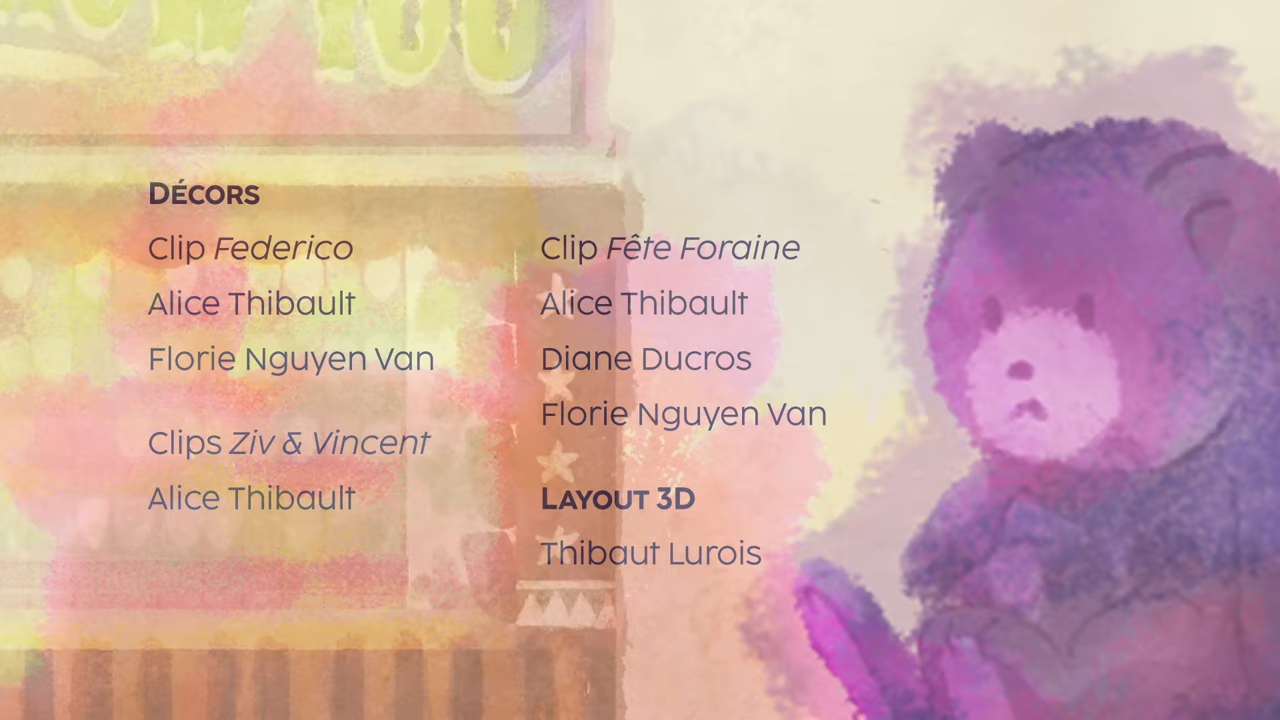 YOU
DÉCORS
Clip Federico
Alice Thibault
Florie Nguyen Van
Clips Ziv & Vincent
Alice Thibault
Clip Fête Foraine
Alice Thibault
Diane Ducros
Florie Nguyen Van
LAYOUT 3D
Thibaut Lurois